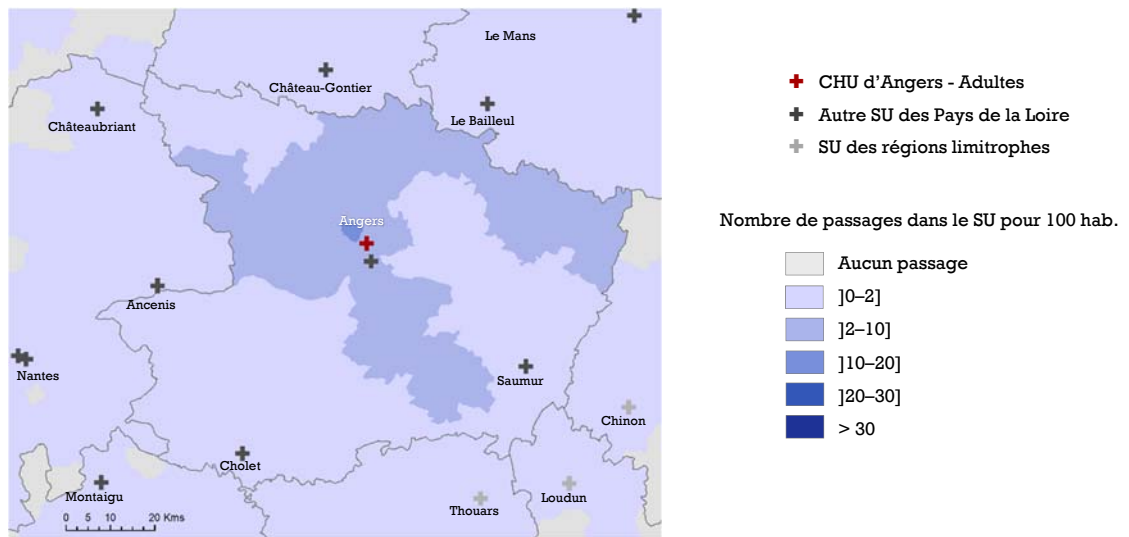 Le Mans
Château-Gontier
Le Bailleul
Châteaubriant
Angers
Ancenis
Nantes
Saumur
Chinon
Cholet
Montaigu
Loudun
Thouars
0 5 10 20 Kms
CHU d'Angers - Adultes
Autre SU des Pays de la Loire
SU des régions limitrophes
Nombre de passages dans le SU pour 100 hab.
Aucun passage
]0–2]
]2–10]
]10–20]
]20–30]
> 30